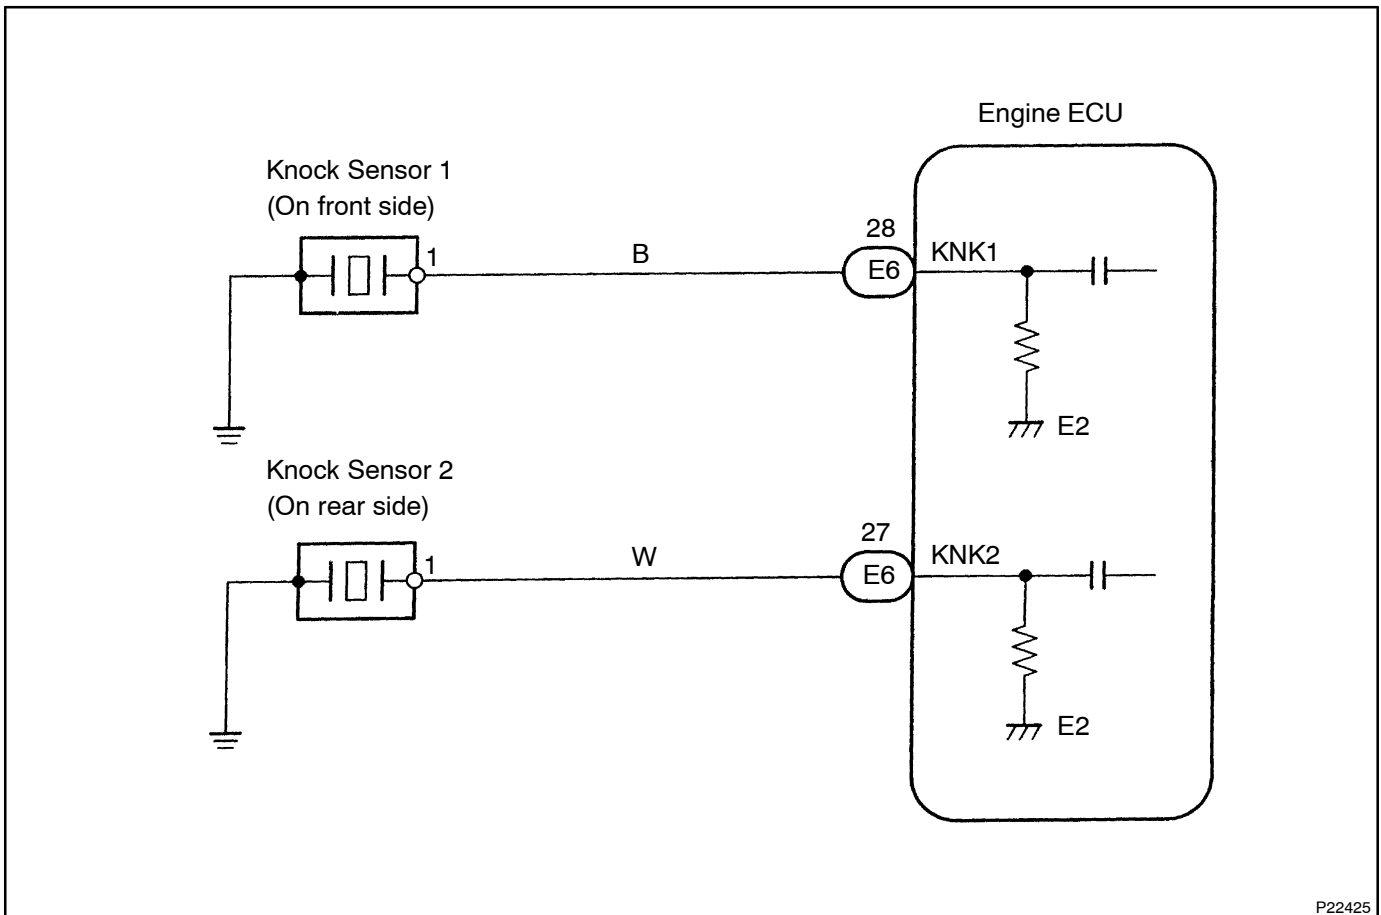 Engine ECU
Knock Sensor 1
(On front side)
1
B
28
E6
KNK1
E2
Knock Sensor 2
(On rear side)
1
W
27
E6
KNK2
E2
P22425